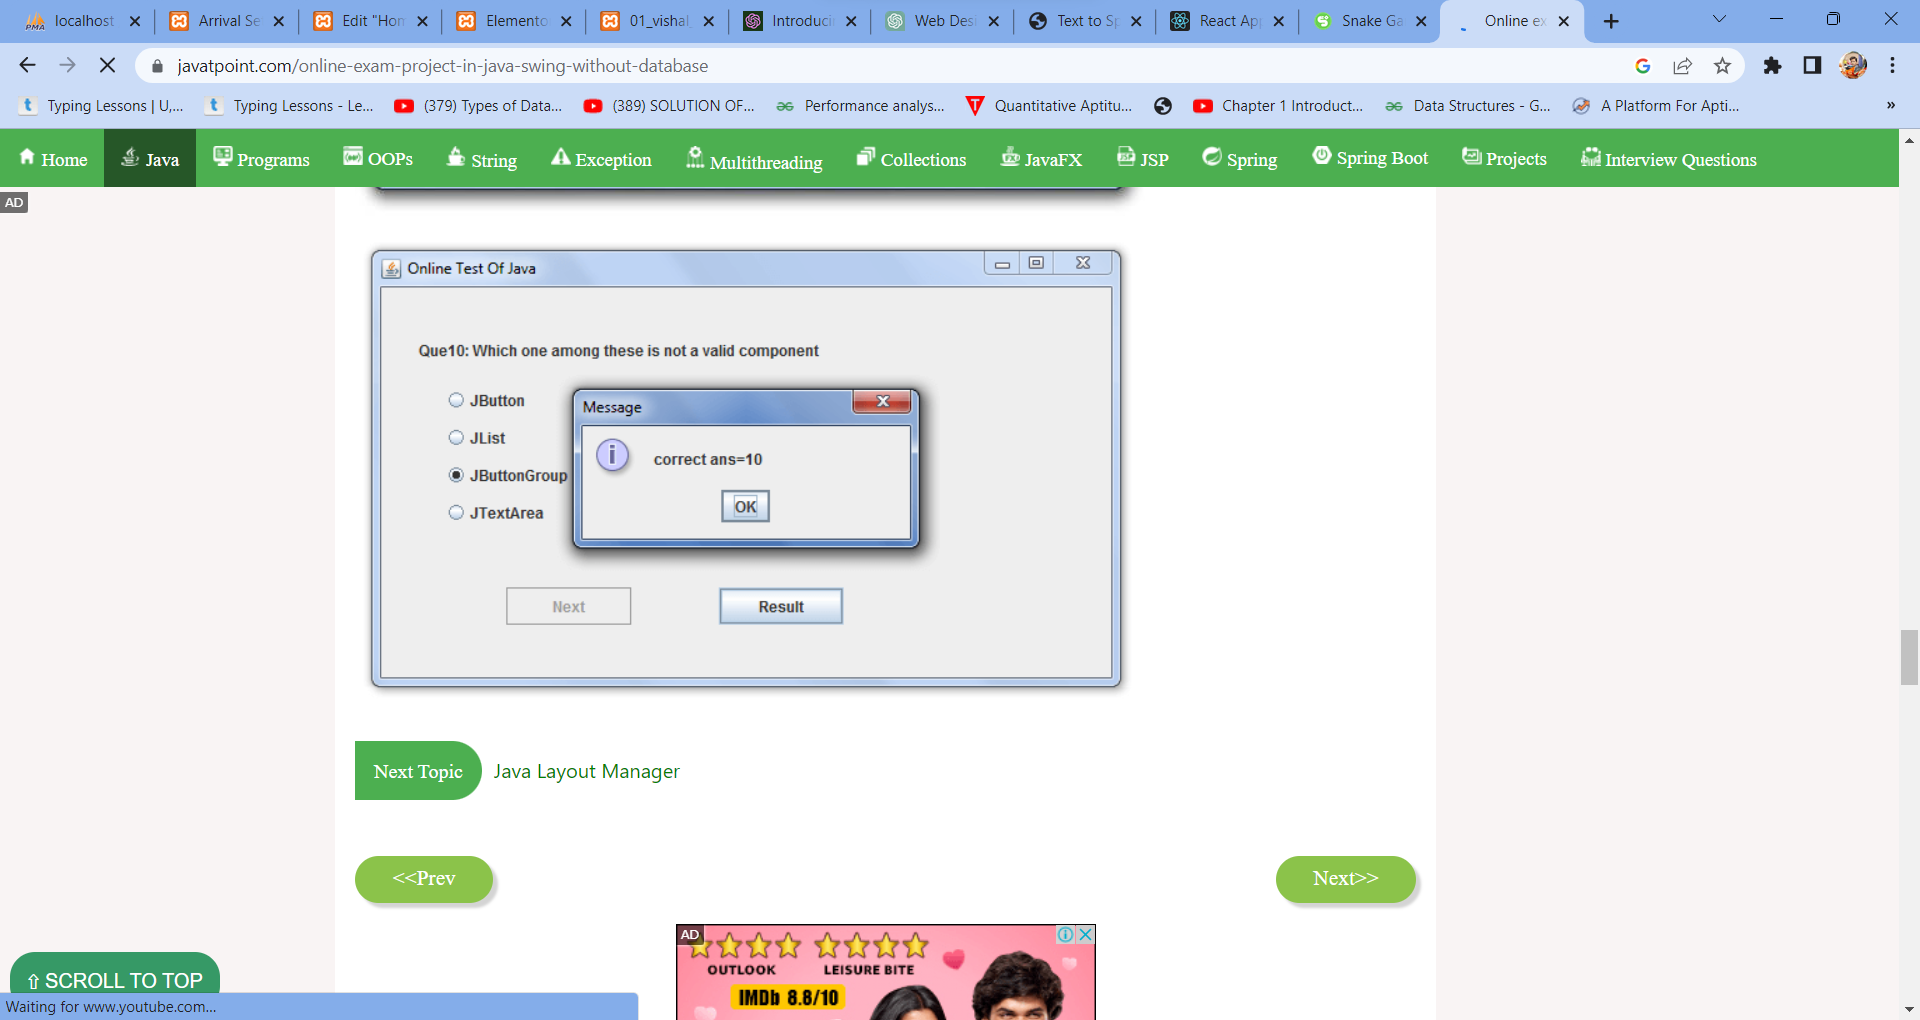 localhost
Arrival Se
Edit "Hom
Elemento
01_vishal
Introducin
Web Des
Text to Sp
React App
Snake Ga
Online ex
javatpoint.com/online-exam-project-in-java-swing-without-database
Typing Lessons | U,...
Typing Lessons - Le...
(379) Types of Data...
(389) SOLUTION OF...
Performance analys...
Quantitative Aptitu...
Chapter 1 Introduct...
Data Structures - G...
A Platform For Apti...
»
Home
Java
Programs
OOPs
String
Exception
Multithreading
Collections
JavaFX
JSP
Spring
Spring Boot
Projects
Interview Questions
AD
Online Test Of Java
Que10: Which one among these is not a valid component
JButton
JList
JButtonGroup
JTextArea
Message
correct ans=10
OK
Next
Result
Next Topic
Java Layout Manager
<<Prev
Next>>
AD
OUTLOOK
LEISURE BITE
IMDb 8.8/10
⇧ SCROLL TO TOP
Waiting for www.youtube.com...